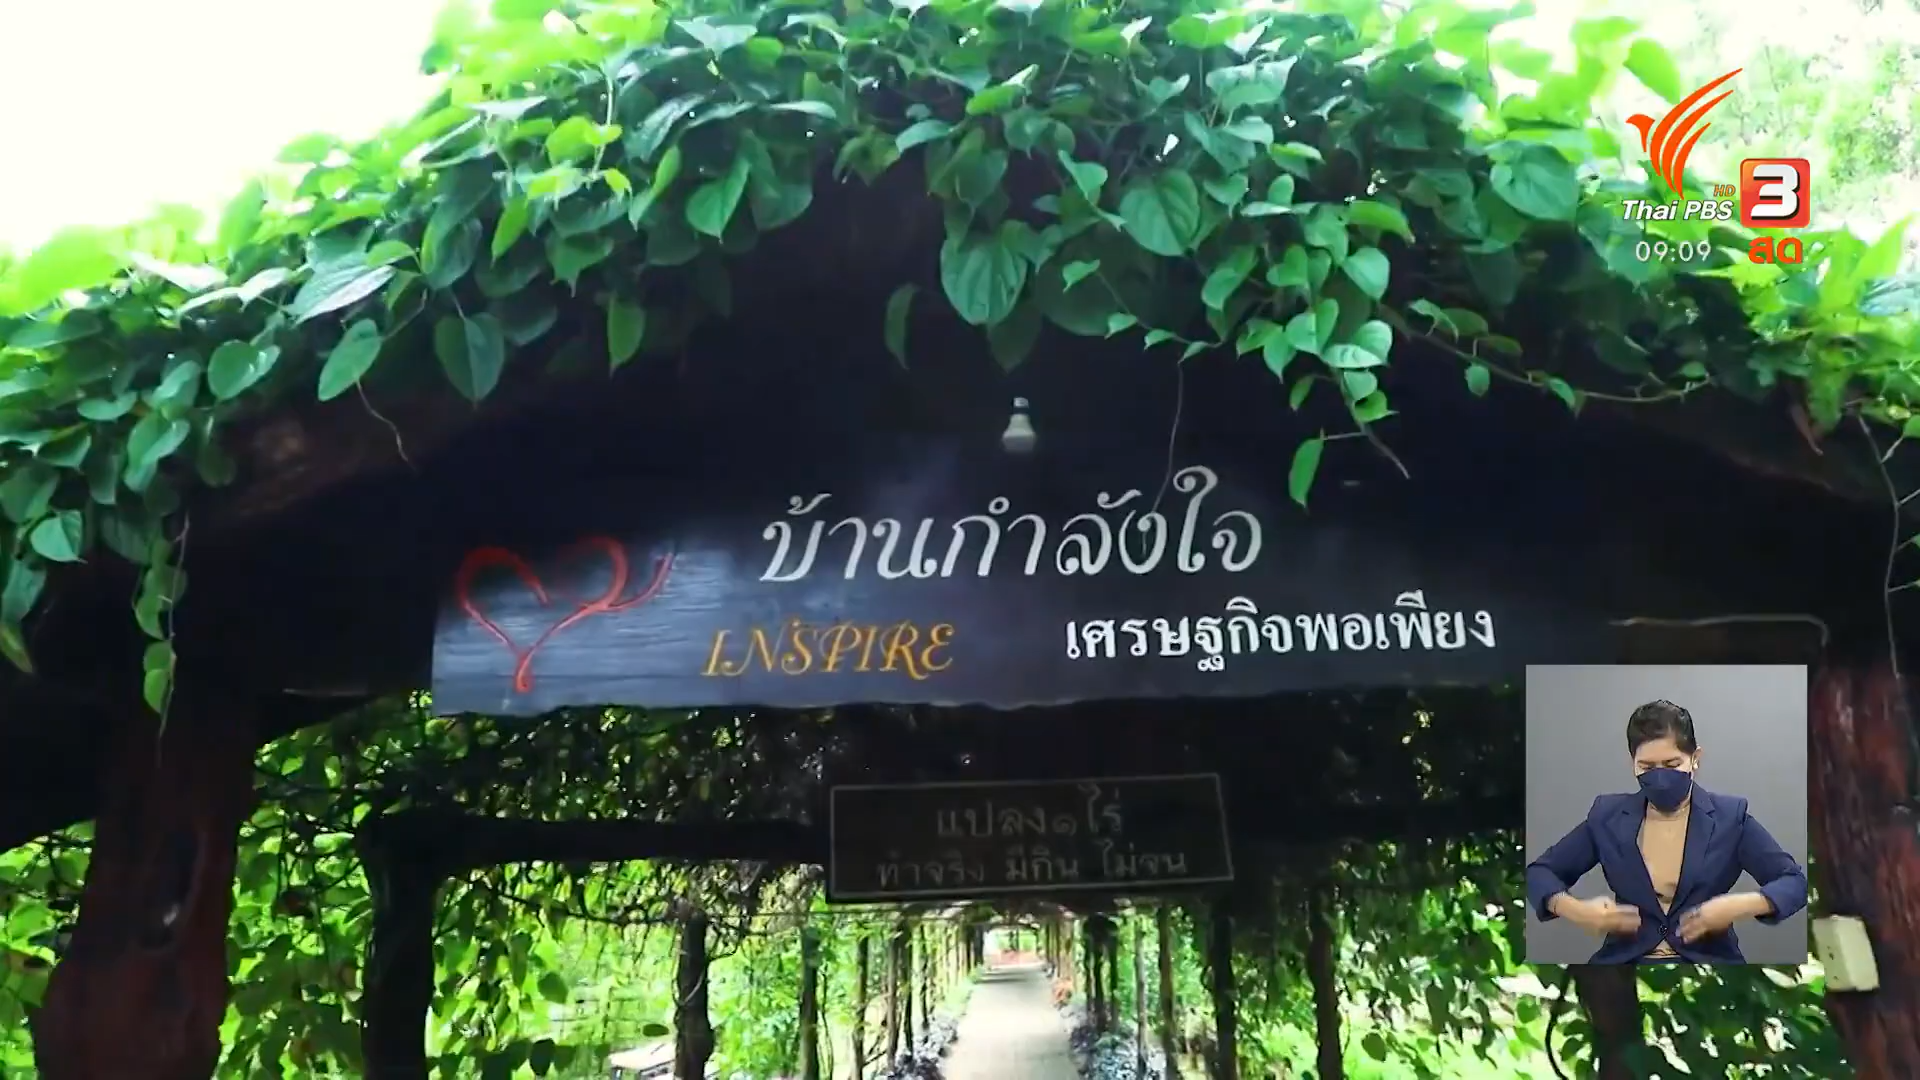 HD
Thai PBS 3
09:09 สด
บ้านกำลังใจ
INSPIRE เศรษฐกิจพอเพียง
แปลง๑ไร่
ทำจริง มีกิน ไม่จน